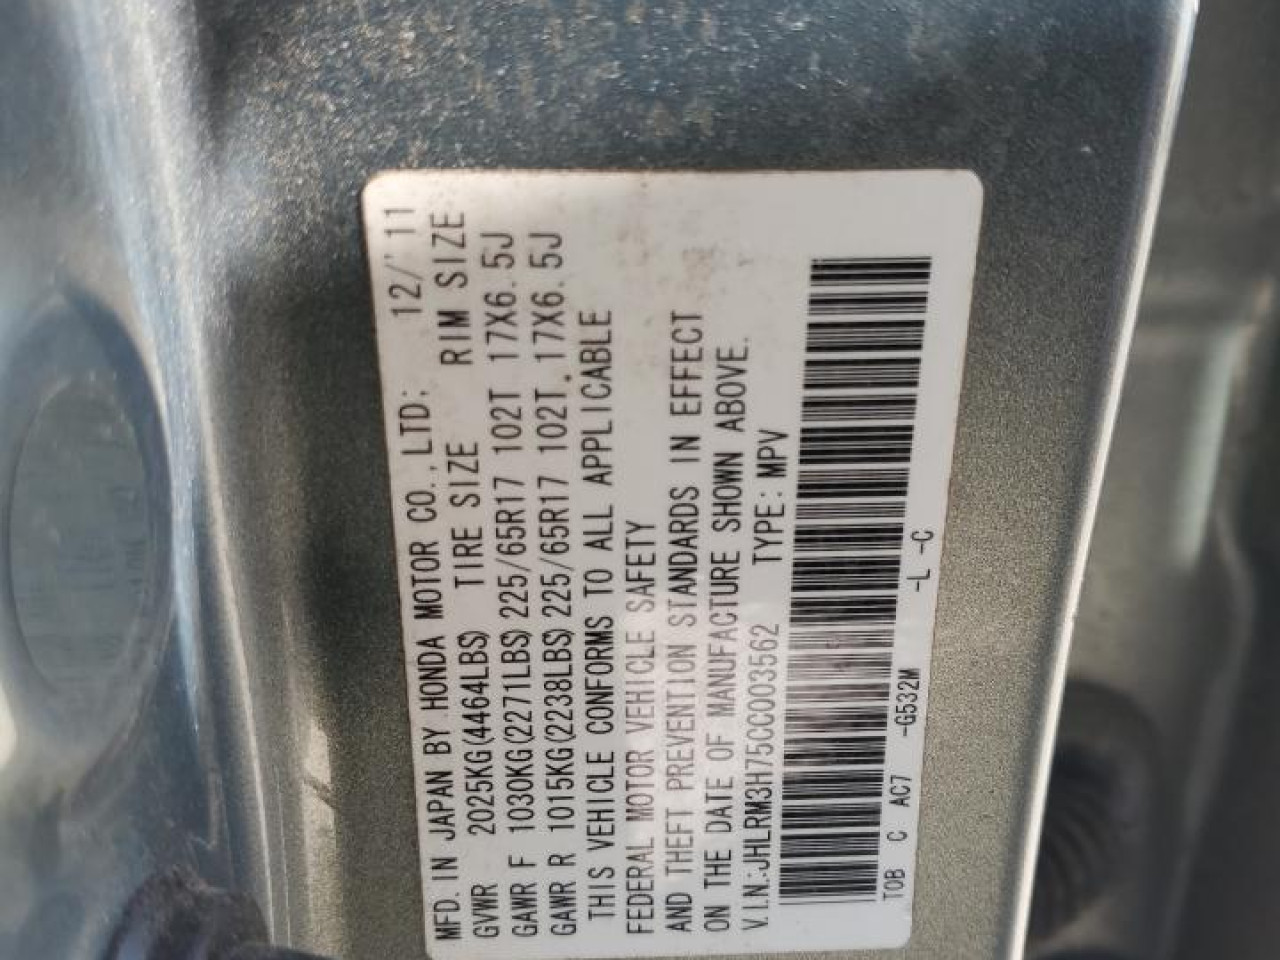 MFD. IN JAPAN BY HONDA MOTOR CO., LTD: 12/'11
GVWR 2025KG(4464LBS) TIRE SIZE RIM SIZE
GAWR F 1030KG(2271LBS) 225/65R17 102T 17X6.5J
GAWR R 1015KG(2238LBS) 225/65R17 102T. 17X6.5J
THIS VEHICLE CONFORMS TO ALL APPLICABLE
FEDERAL MOTOR VEHICLE SAFETY
AND THEFT PREVENTION STANDARDS IN EFFECT
ON THE DATE OF MANUFACTURE SHOWN ABOVE.
V.I.N.:JHLRM3H75CC003562 TYPE: MPV
T0B C AC7 -G532M -L -C